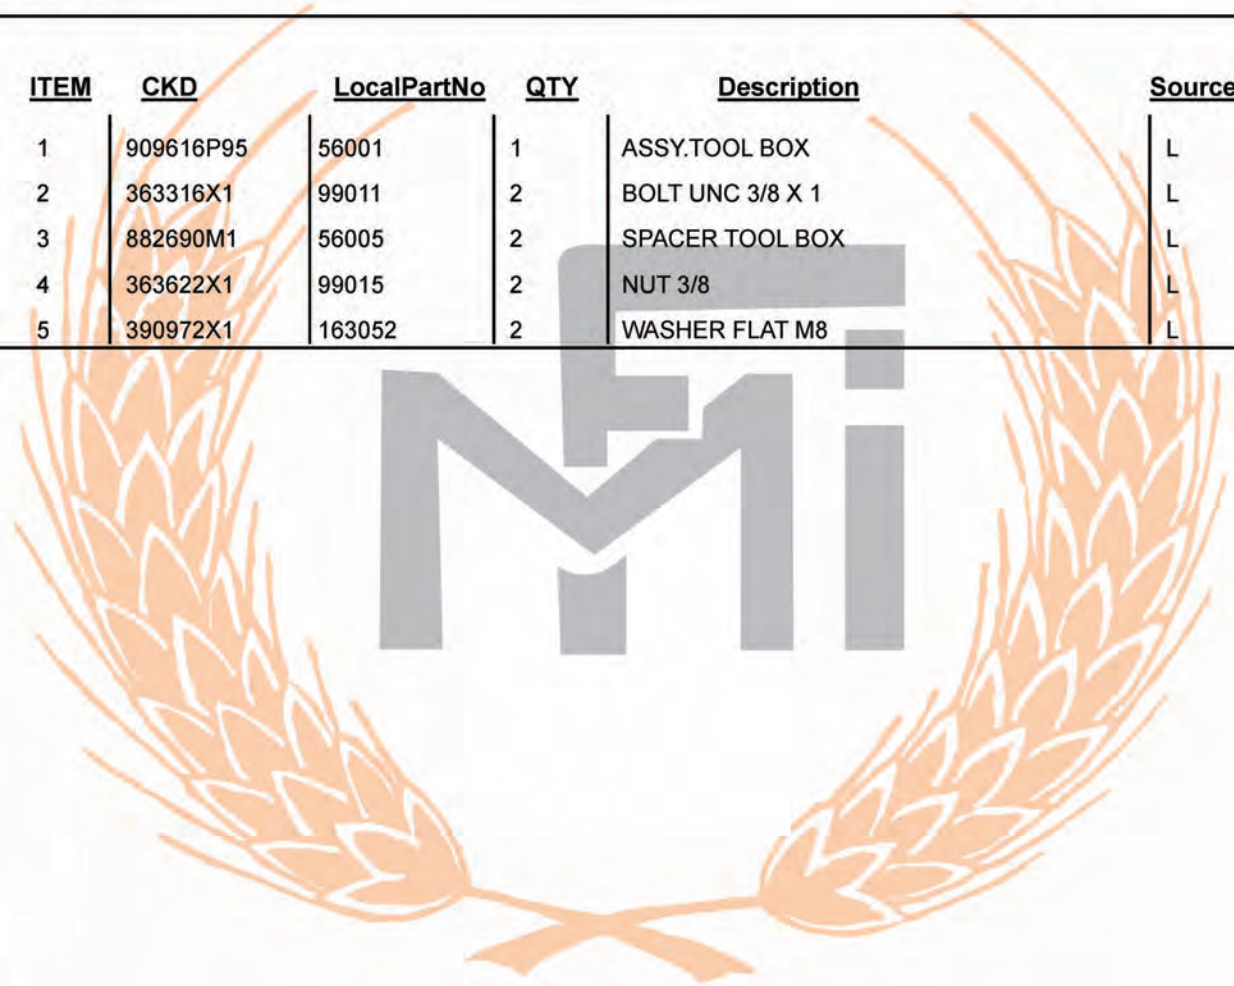 ITEM CKD LocalPartNo QTY Description Source
1 909616P95 56001 1 ASSY.TOOL BOX L
2 363316X1 99011 2 BOLT UNC 3/8 X 1 L
3 882690M1 56005 2 SPACER TOOL BOX L
4 363622X1 99015 2 NUT 3/8 L
5 390972X1 163052 2 WASHER FLAT M8 L